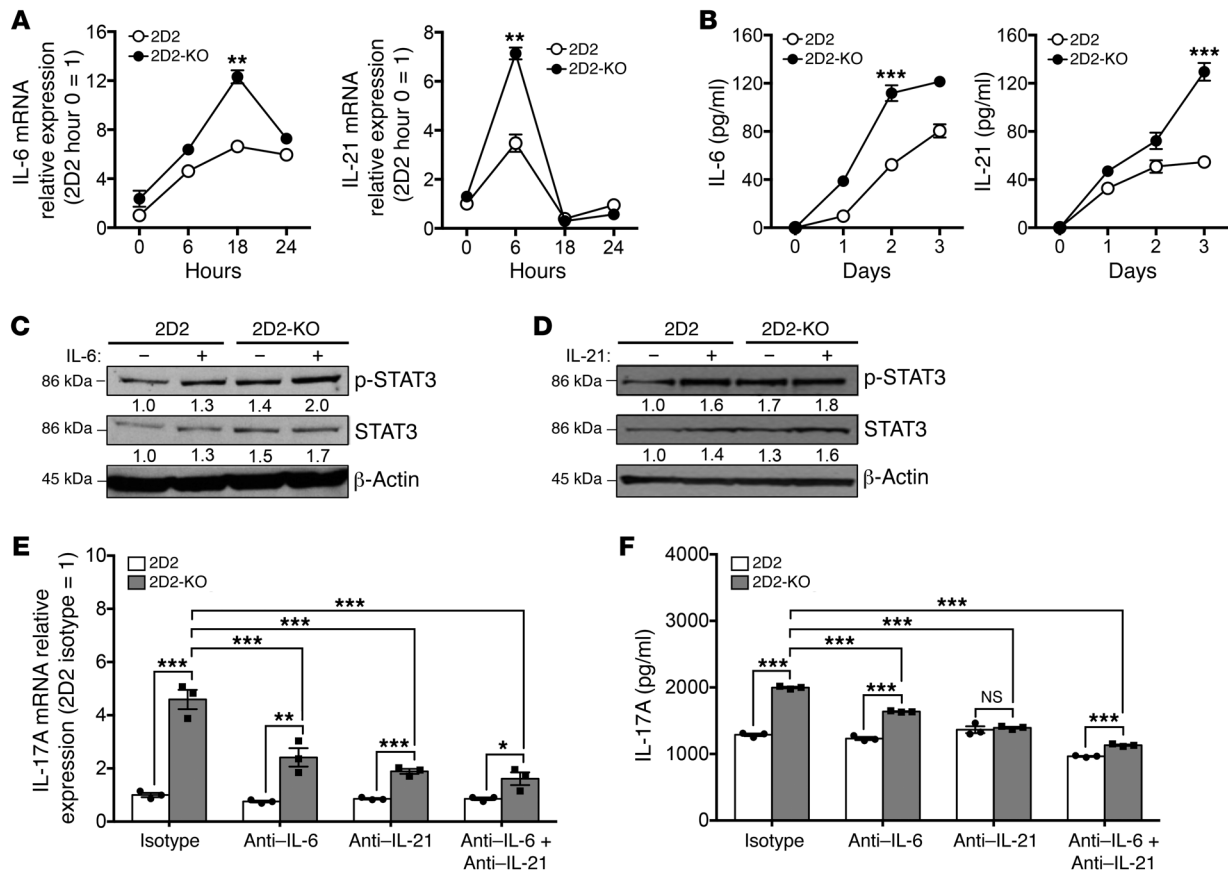 A
IL-6 mRNA
relative expression
(2D2 hour 0 = 1)
16
12
8
4
0
2D2
2D2-KO
**
0 6 18 24
Hours
IL-21 mRNA
relative expression
(2D2 hour 0 = 1)
8
6
4
2
0
**
2D2
2D2-KO
0 6 18 24
Hours
B
IL-6 (pg/ml)
160
120
80
40
0
2D2
2D2-KO
***
0 1 2 3
Days
IL-21 (pg/ml)
160
120
80
40
0
2D2
2D2-KO
***
0 1 2 3
Days
C
2D2 2D2-KO
IL-6: – + – +
86 kDa p-STAT3
1.0 1.3 1.4 2.0
86 kDa STAT3
1.0 1.3 1.5 1.7
45 kDa β-Actin
D
2D2 2D2-KO
IL-21: – + – +
86 kDa p-STAT3
1.0 1.6 1.7 1.8
86 kDa STAT3
1.0 1.4 1.3 1.6
45 kDa β-Actin
E
IL-17A mRNA relative
expression (2D2 isotype = 1)
10
8
6
4
2
0
2D2
2D2-KO
***
***
***
***
**
***
*
Isotype Anti–IL-6 Anti–IL-21 Anti–IL-6 +
Anti–IL-21
F
IL-17A (pg/ml)
4000
3000
2000
1000
0
2D2
2D2-KO
***
***
***
***
***
NS
***
Isotype Anti–IL-6 Anti–IL-21 Anti–IL-6 +
Anti–IL-21